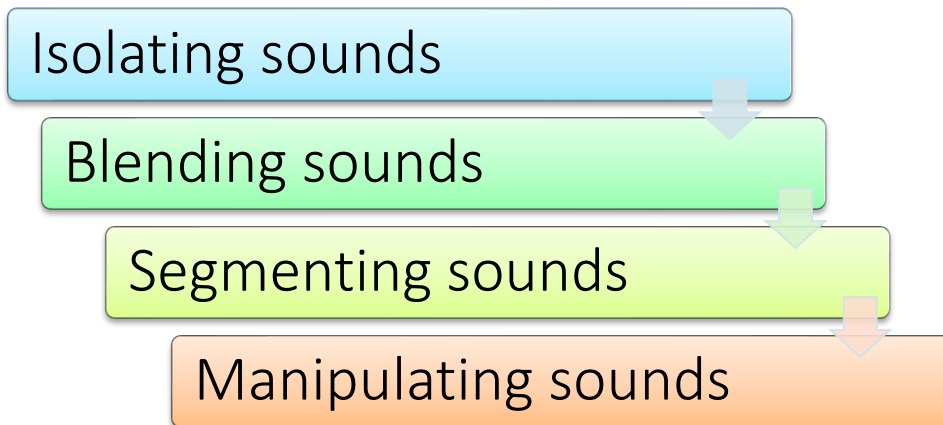 Isolating sounds
Blending sounds
Segmenting sounds
Manipulating sounds